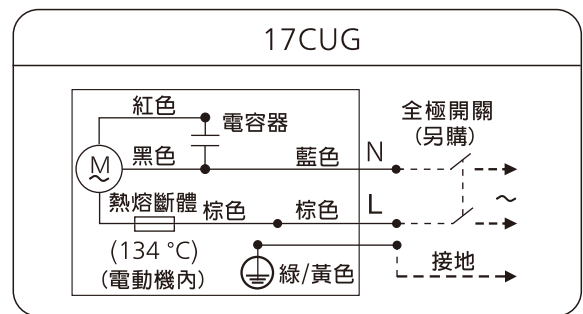 17CUG
紅色
電容器
全極開關
(另購)
M
黑色
藍色
N
熱熔斷體
棕色
棕色
L
~
(134 °C)
(電動機內)
綠/黃色
接地